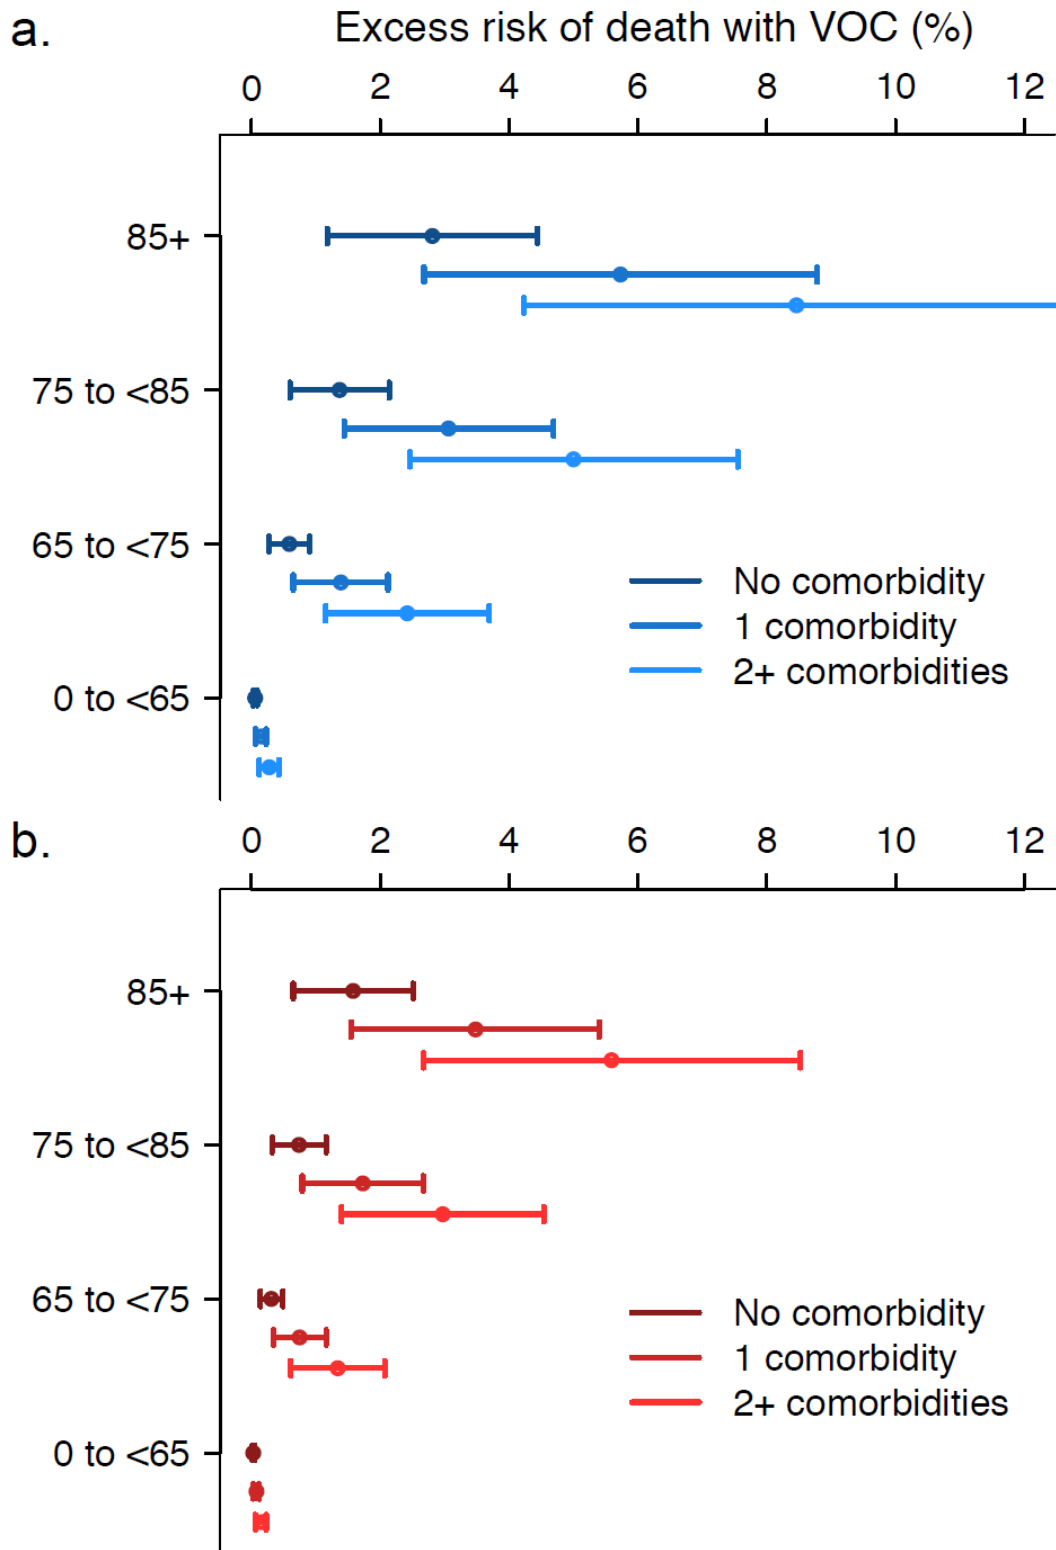 a.
Excess risk of death with VOC (%)
0 2 4 6 8 10 12
85+
75 to <85
65 to <75
No comorbidity
1 comorbidity
2+ comorbidities
0 to <65
b.
0 2 4 6 8 10 12
85+
75 to <85
65 to <75
No comorbidity
1 comorbidity
2+ comorbidities
0 to <65